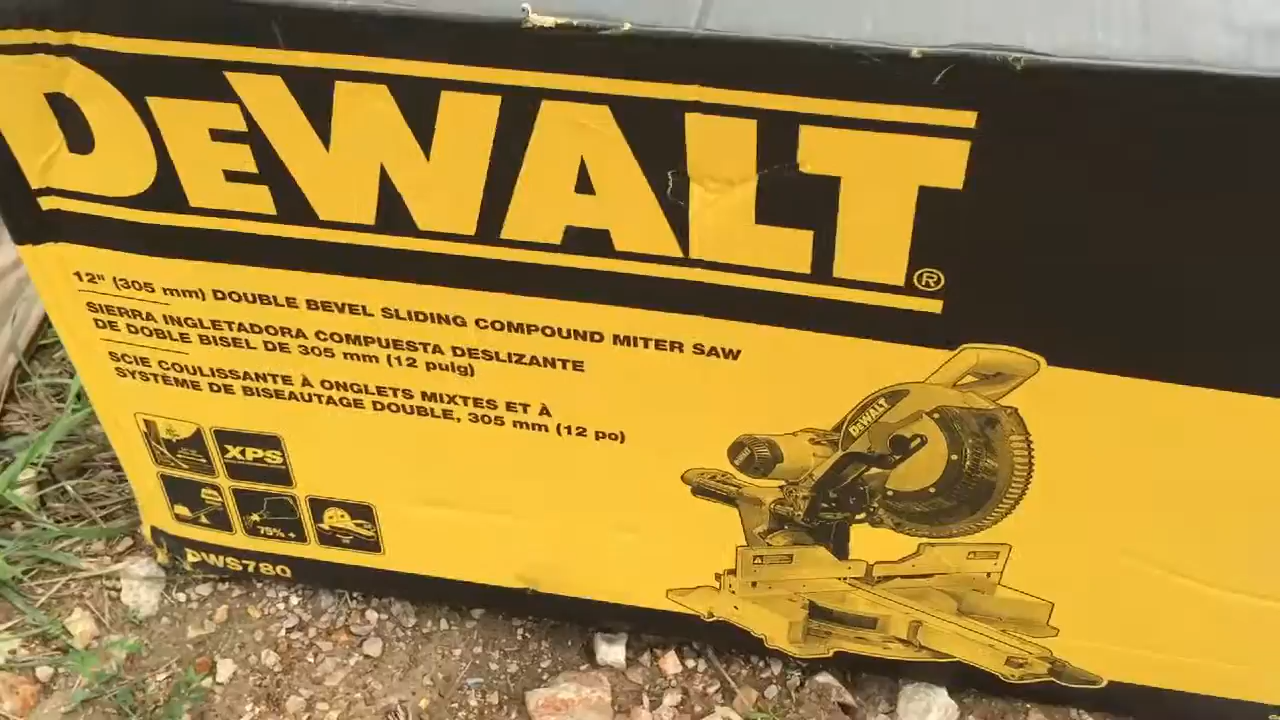 DEWALT®
12" (305 mm) DOUBLE BEVEL SLIDING COMPOUND MITER SAW
SIERRA INGLETADORA COMPUESTA DESLIZANTE
DE DOBLE BISEL DE 305 mm (12 pulg)
SCIE COULISSANTE À ONGLETS MIXTES ET À
SYSTÈME DE BISEAUTAGE DOUBLE, 305 mm (12 po)
XPS
75% +
DWS780
DEWALT